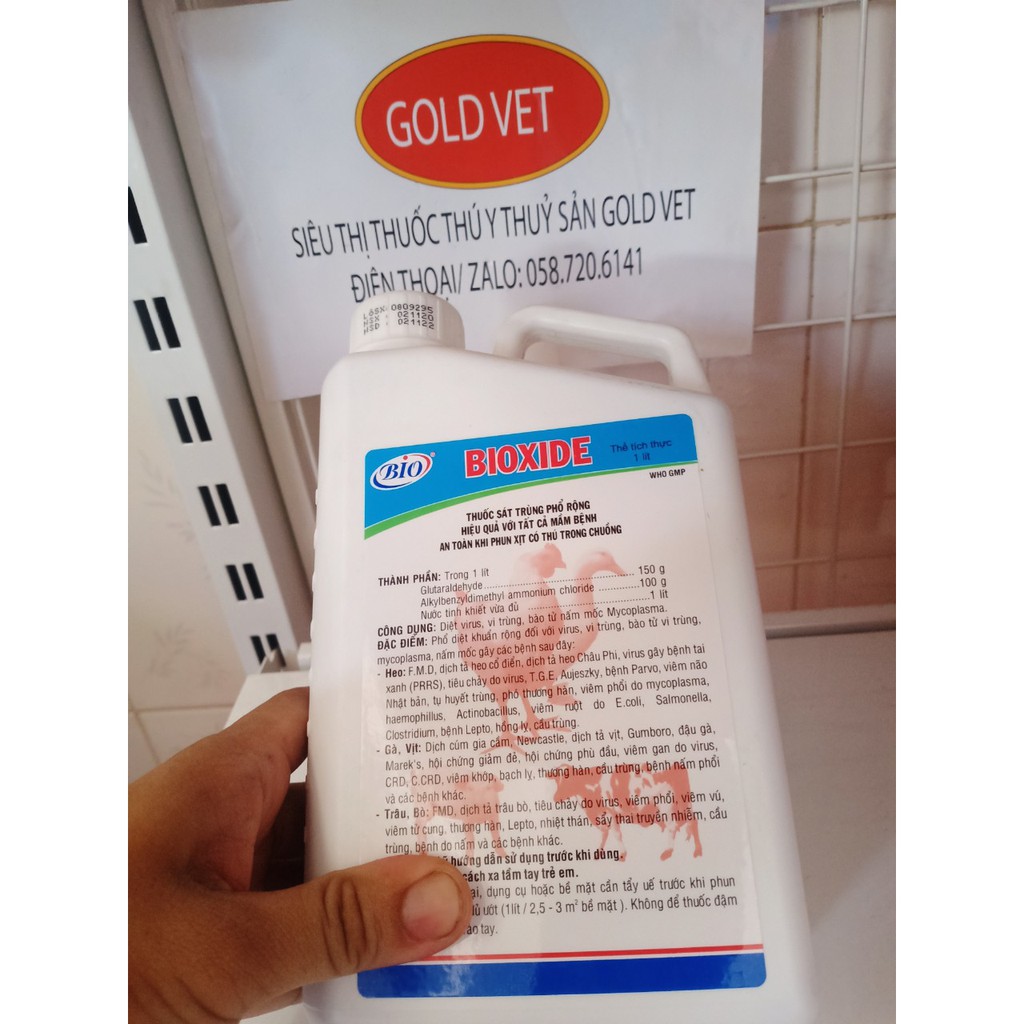 GOLD VET
SIÊU THỊ THUỐC THÚ Y THUỶ SẢN GOLD VET
ĐIỆN THOẠI/ ZALO: 058.720.6141
LÔSX: 0809295
NSX : 021120
HSD : 021122
BIO
BIOXIDE
Thể tích thực
1 lít
WHO GMP
THUỐC SÁT TRÙNG PHỔ RỘNG
HIỆU QUẢ VỚI TẤT CẢ MẦM BỆNH
AN TOÀN KHI PHUN XỊT CÓ THÚ TRONG CHUỒNG
THÀNH PHẦN: Trong 1 lít
Glutaraldehyde ........ 150 g
Alkylbenzyldimethyl ammonium chloride ........ 100 g
Nước tinh khiết vừa đủ ........ 1 lít
CÔNG DỤNG: Diệt virus, vi trùng, bào tử nấm mốc Mycoplasma.
ĐẶC ĐIỂM: Phổ diệt khuẩn rộng đối với virus, vi trùng, bào tử vi trùng,
mycoplasma, nấm mốc gây các bệnh sau đây:
- Heo: F.M.D, dịch tả heo cổ điển, dịch tả heo Châu Phi, virus gây bệnh tai
xanh (PRRS), tiêu chảy do virus, T.G.E, Aujeszky, bệnh Parvo, viêm não
Nhật bản, tụ huyết trùng, phó thương hàn, viêm phổi do mycoplasma,
haemophillus, Actinobacillus, viêm ruột do E.coli, Salmonella,
Clostridium, bệnh Lepto, hồng lỵ, cầu trùng.
- Gà, Vịt: Dịch cúm gia cầm, Newcastle, dịch tả vịt, Gumboro, đậu gà,
Marek's, hội chứng giảm đẻ, hội chứng phù đầu, viêm gan do virus,
CRD, C.CRD, viêm khớp, bạch lỵ, thương hàn, cầu trùng, bệnh nấm phổi
và các bệnh khác.
- Trâu, Bò: FMD, dịch tả trâu bò, tiêu chảy do virus, viêm phổi, viêm vú,
viêm tử cung, thương hàn, Lepto, nhiệt thán, sẩy thai truyền nhiễm, cầu
trùng, bệnh do nấm và các bệnh khác.
hướng dẫn sử dụng trước khi dùng.
cách xa tầm tay trẻ em.
dụng cụ hoặc bề mặt cần tẩy uế trước khi phun
ướt (1lít / 2,5 - 3 m² bề mặt ). Không để thuốc đậm
tay.